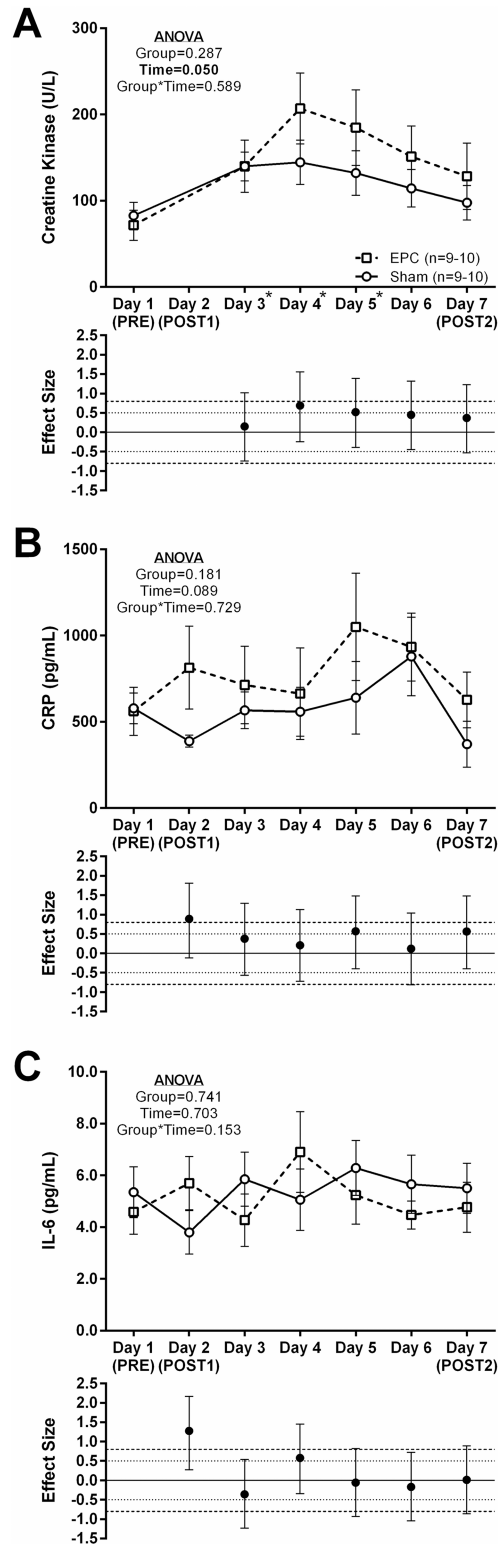 A
Creatine Kinase (U/L)
300
200
100
0
ANOVA
Group=0.287
Time=0.050
Group*Time=0.589
EPC (n=9-10)
Sham (n=9-10)
Day 1 Day 2 Day 3* Day 4* Day 5* Day 6 Day 7
(PRE) (POST1) (POST2)
Effect Size
2.5
2.0
1.5
1.0
0.5
0.0
-0.5
-1.0
-1.5
B
CRP (pg/mL)
1500
1000
500
0
ANOVA
Group=0.181
Time=0.089
Group*Time=0.729
Day 1 Day 2 Day 3 Day 4 Day 5 Day 6 Day 7
(PRE) (POST1) (POST2)
Effect Size
2.5
2.0
1.5
1.0
0.5
0.0
-0.5
-1.0
-1.5
C
IL-6 (pg/mL)
10.0
8.0
6.0
4.0
2.0
0.0
ANOVA
Group=0.741
Time=0.703
Group*Time=0.153
Day 1 Day 2 Day 3 Day 4 Day 5 Day 6 Day 7
(PRE) (POST1) (POST2)
Effect Size
2.5
2.0
1.5
1.0
0.5
0.0
-0.5
-1.0
-1.5